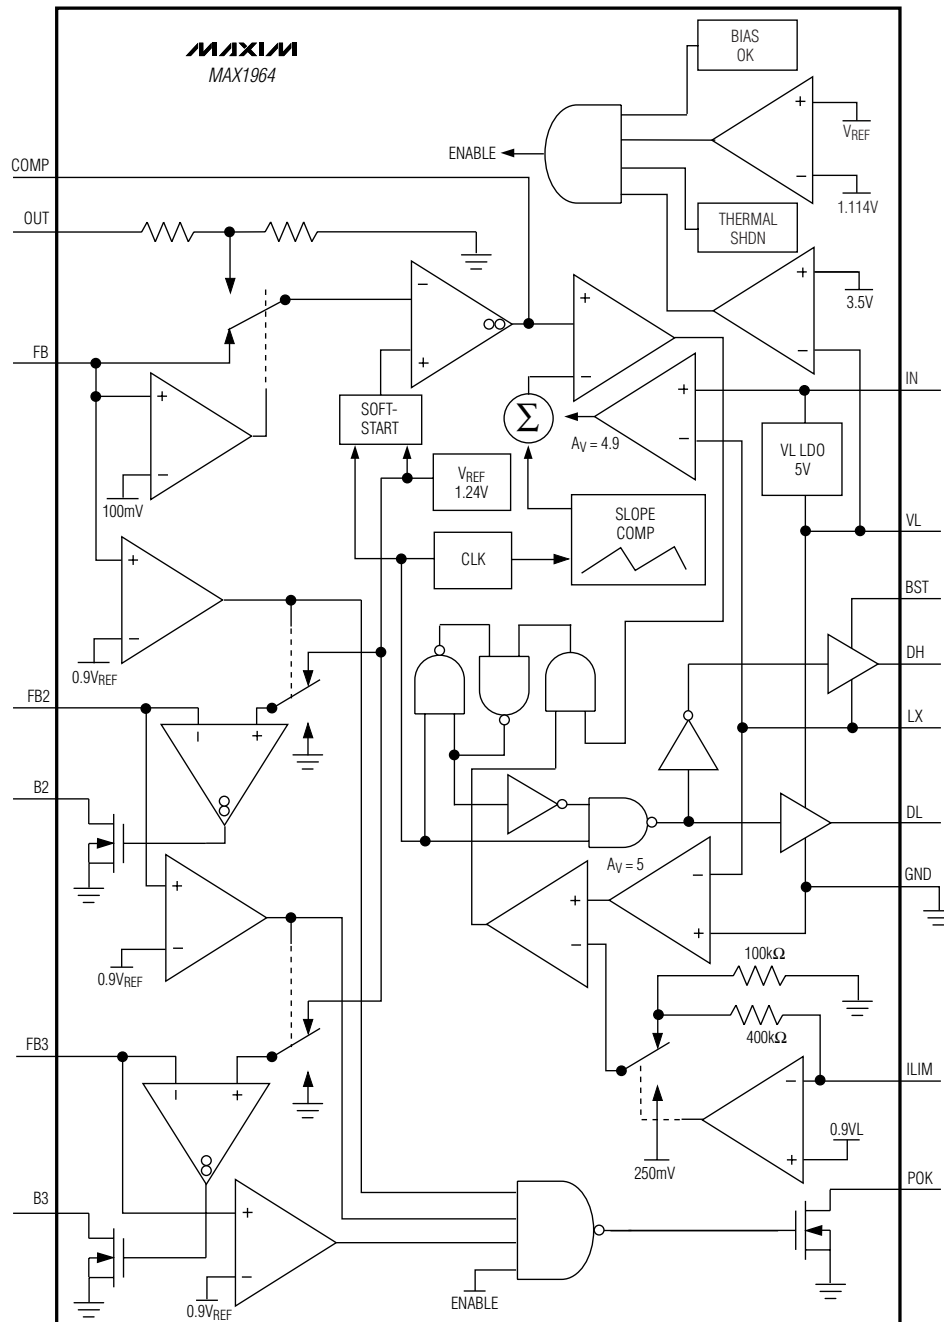 MAXIM
MAX1964
BIAS
OK
+
VREF
ENABLE
COMP
−
1.114V
OUT
THERMAL
SHDN
−
+
+
3.5V
FB
+
−
−
IN
+
SOFT-
START
Σ
+
AV = 4.9
−
VL LDO
5V
−
100mV
VREF
1.24V
SLOPE
COMP
VL
+
CLK
BST
−
0.9VREF
DH
FB2
LX
−
+
B2
DL
AV = 5
−
GND
+
+
−
+
−
0.9VREF
100kΩ
400kΩ
FB3
ILIM
−
−
+
0.9VL
+
250mV
B3
POK
+
−
0.9VREF
ENABLE